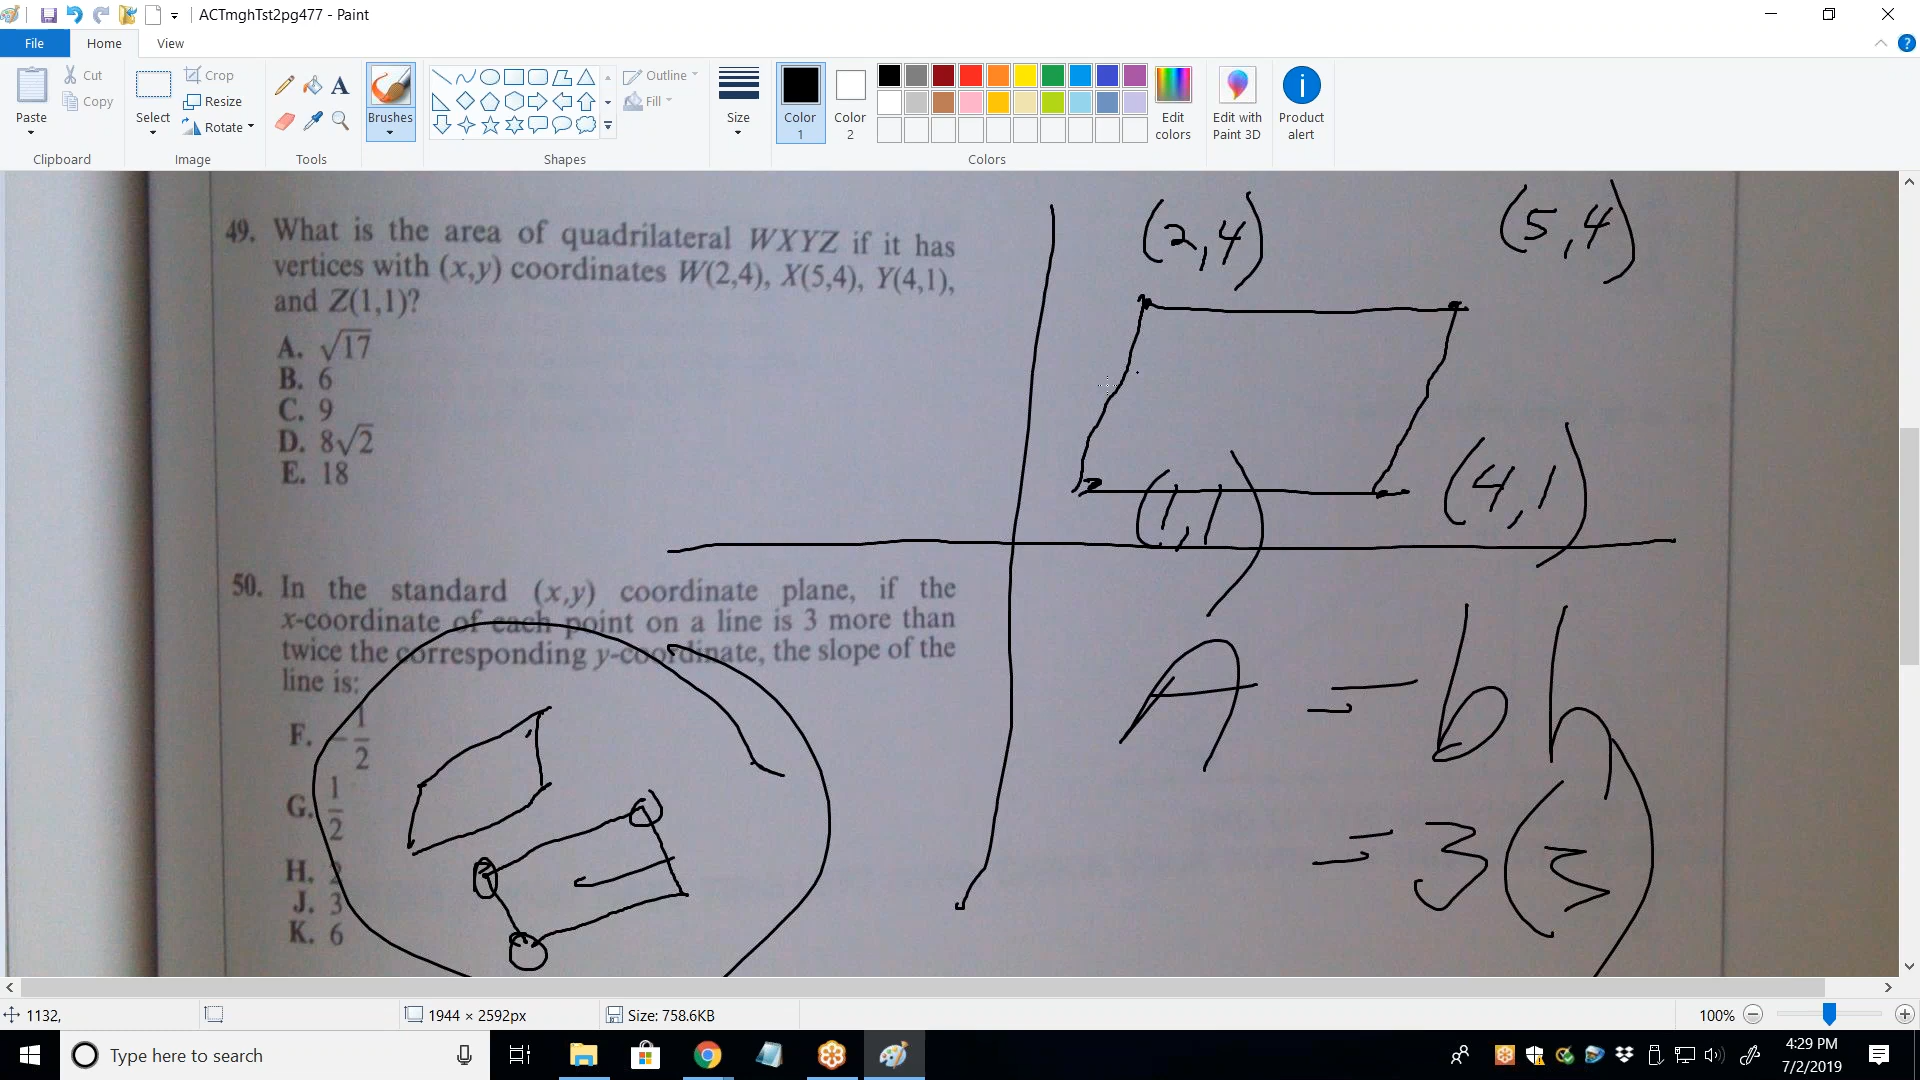 ACTmghTst2pg477 - Paint
File Home View
Paste
Cut
Copy
Clipboard
Select
Crop
Resize
Rotate
Image
Tools
Brushes
Outline
Fill
Shapes
Size
Color 1
Color 2
Edit colors
Colors
Edit with Paint 3D
Product alert
49. What is the area of quadrilateral WXYZ if it has
vertices with (x,y) coordinates W(2,4), X(5,4), Y(4,1),
and Z(1,1)?
A. √17
B. 6
C. 9
D. 8√2
E. 18
(2,4) (5,4)
(1,1) (4,1)
A = bh
= 3(3)
50. In the standard (x,y) coordinate plane, if the
x-coordinate of each point on a line is 3 more than
twice the corresponding y-coordinate, the slope of the
line is:
F. -1/2
G. 1/2
H. 2
J. 3
K. 6
1132, 1944 × 2592px Size: 758.6KB 100%
Type here to search
4:29 PM
7/2/2019